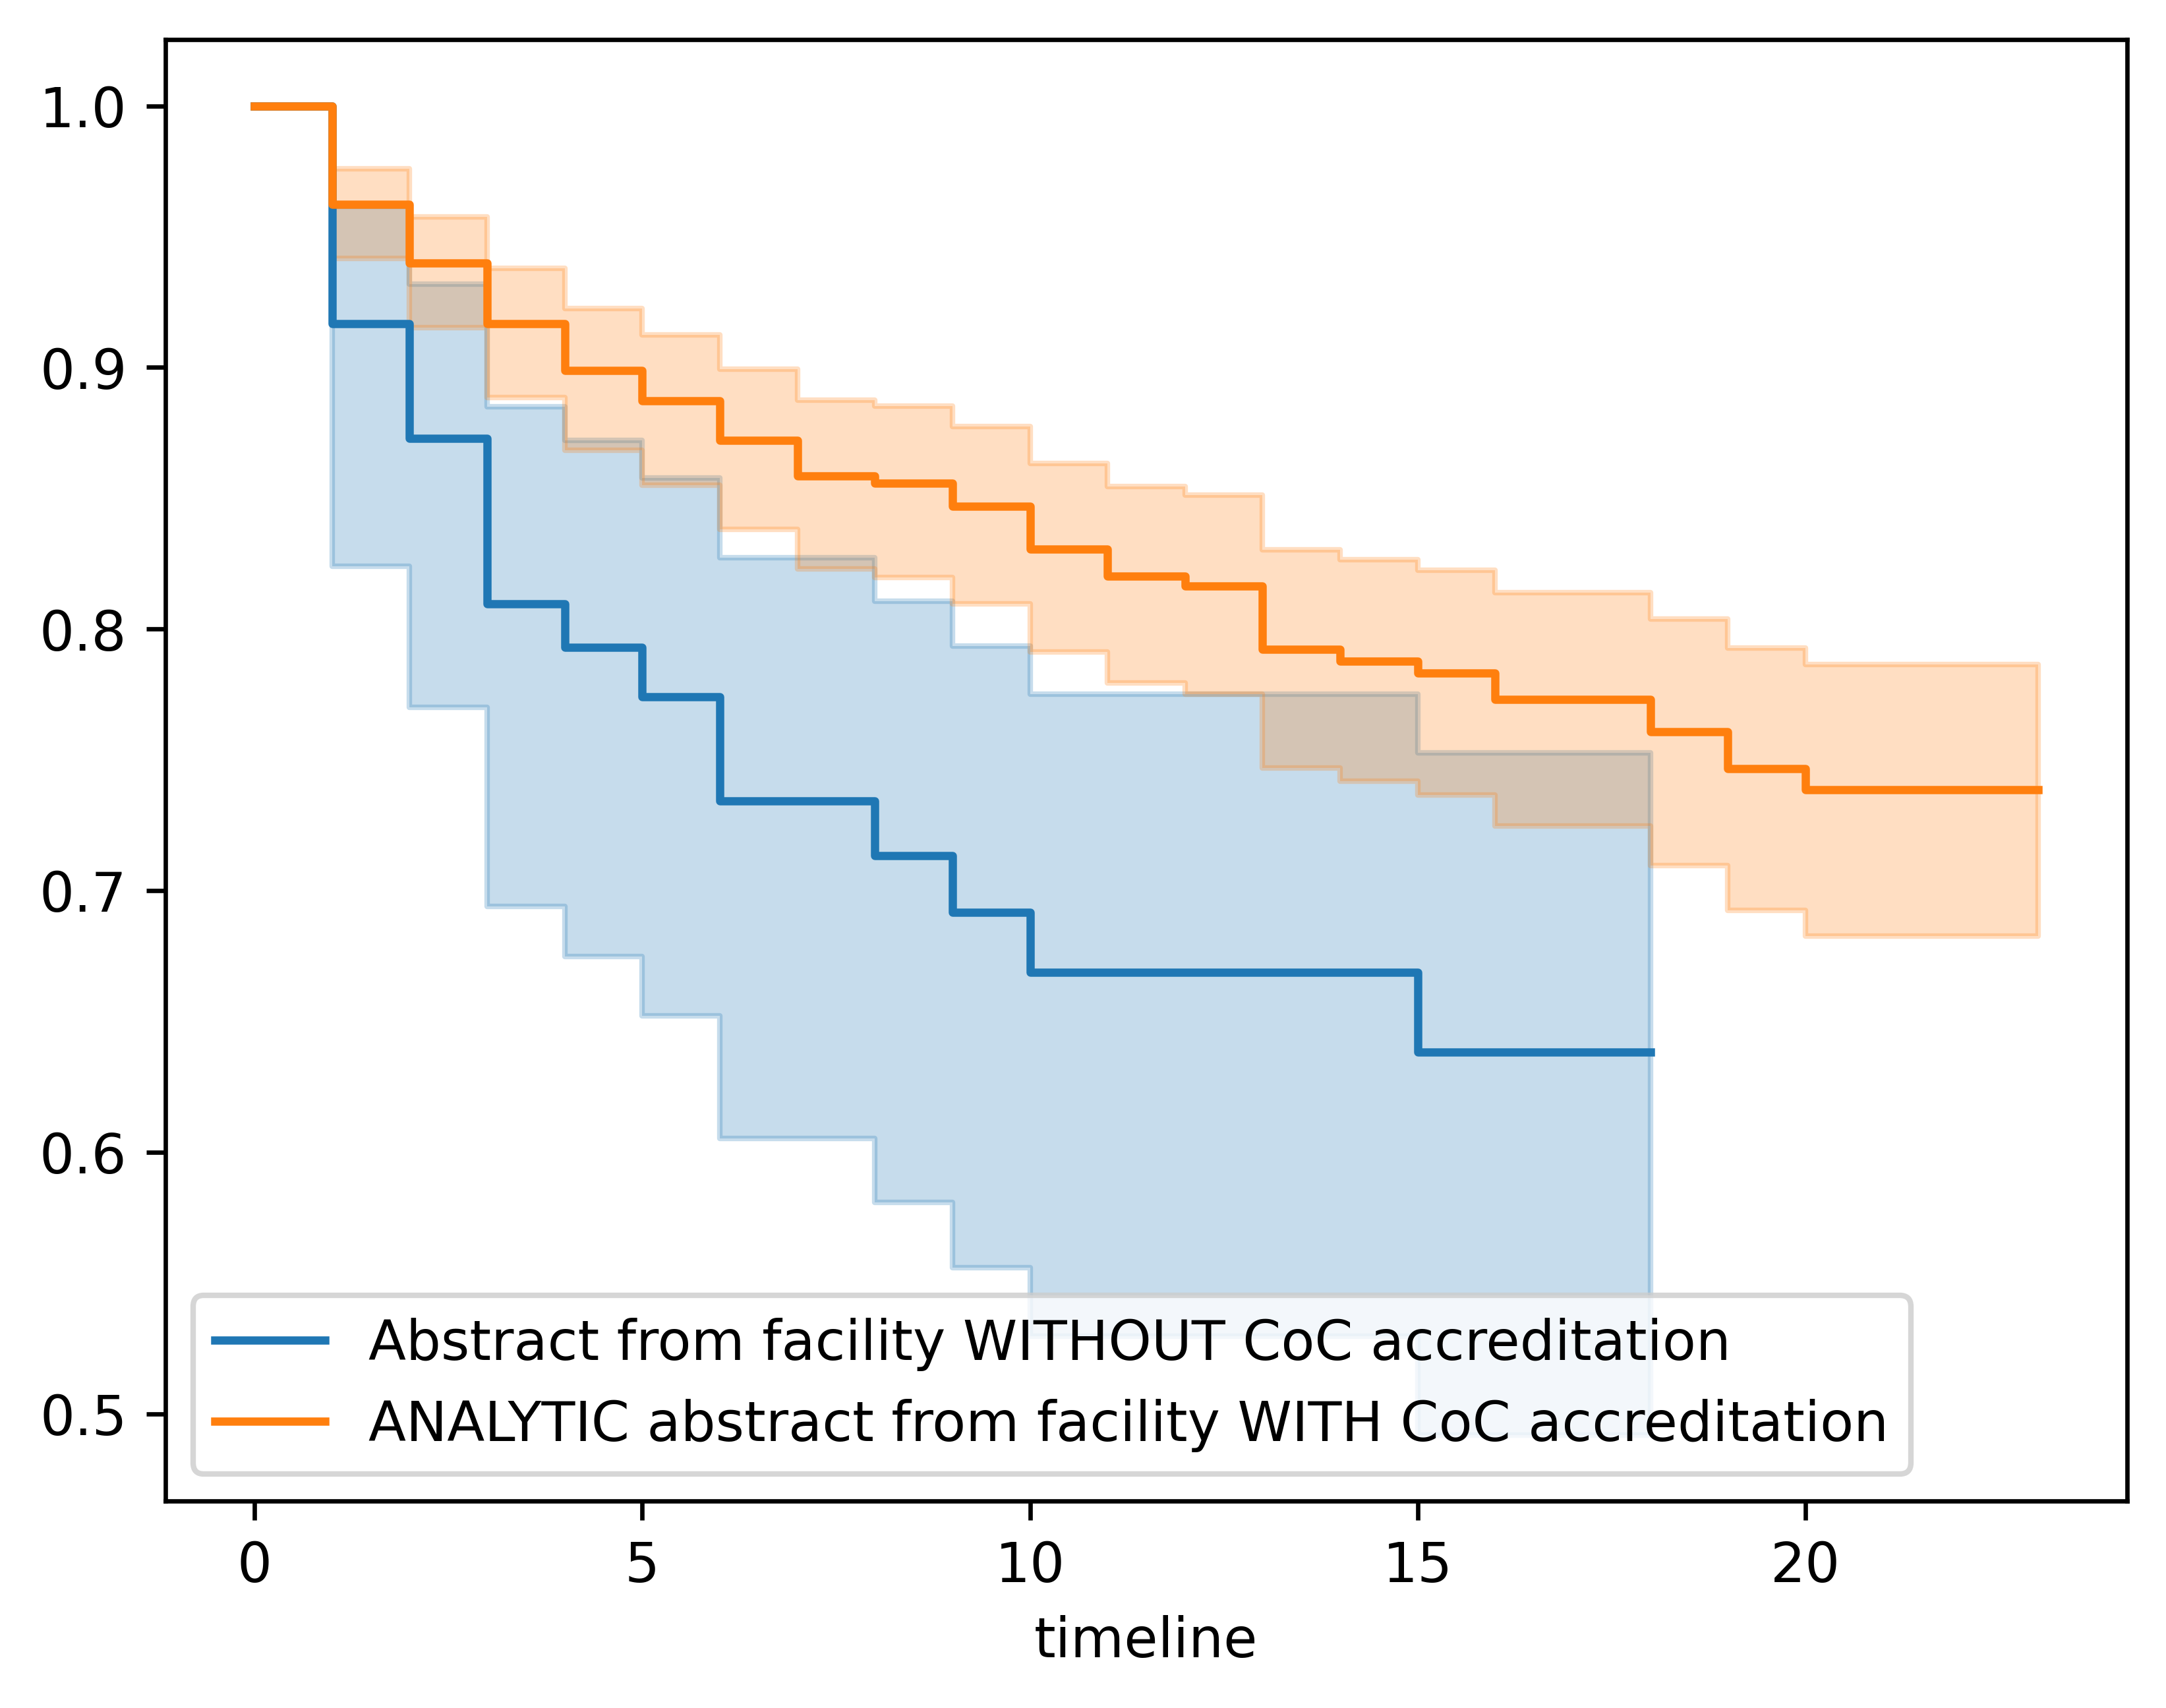 1.0
0.9
0.8
0.7
0.6
0.5
Abstract from facility WITHOUT CoC accreditation
ANALYTIC abstract from facility WITH CoC accreditation
0 5 10 15 20
timeline